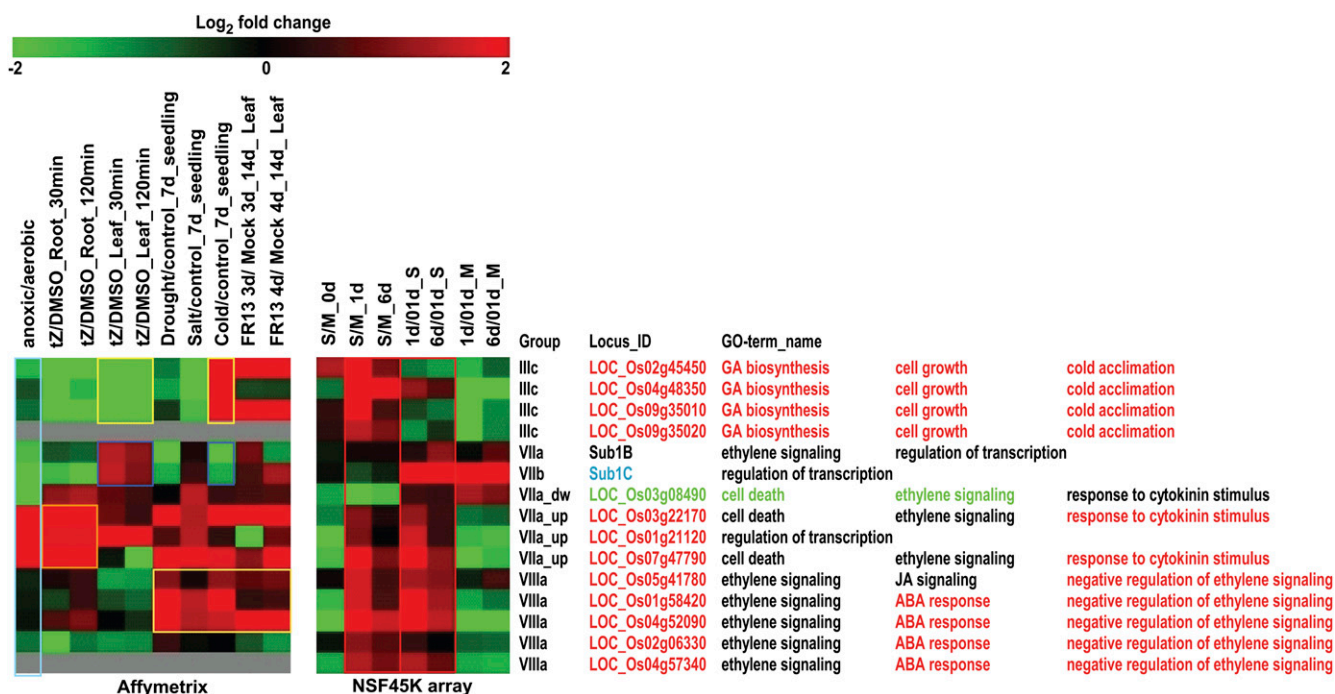 Log2 fold change
-2 0 2
anoxic/aerobic
tZ/DMSO_Root_30min
tZ/DMSO_Root_120min
tZ/DMSO_Leaf_30min
tZ/DMSO_Leaf_120min
Drought/control_7d_seedling
Salt/control_7d_seedling
Cold/control_7d_seedling
FR13 3d/ Mock 3d_14d_ Leaf
FR13 4d/ Mock 4d_14d_ Leaf
S/M_0d
S/M_1d
S/M_6d
1d/01d_S
6d/01d_S
1d/01d_M
6d/01d_M
Group Locus_ID GO-term_name
IIIc LOC_Os02g45450 GA biosynthesis cell growth cold acclimation
IIIc LOC_Os04g48350 GA biosynthesis cell growth cold acclimation
IIIc LOC_Os09g35010 GA biosynthesis cell growth cold acclimation
IIIc LOC_Os09g35020 GA biosynthesis cell growth cold acclimation
VIIa Sub1B ethylene signaling regulation of transcription
VIIb Sub1C regulation of transcription
VIIa_dw LOC_Os03g08490 cell death ethylene signaling response to cytokinin stimulus
VIIa_up LOC_Os03g22170 cell death ethylene signaling response to cytokinin stimulus
VIIa_up LOC_Os01g21120 regulation of transcription
VIIa_up LOC_Os07g47790 cell death ethylene signaling response to cytokinin stimulus
VIIIa LOC_Os05g41780 ethylene signaling JA signaling negative regulation of ethylene signaling
VIIIa LOC_Os01g58420 ethylene signaling ABA response negative regulation of ethylene signaling
VIIIa LOC_Os04g52090 ethylene signaling ABA response negative regulation of ethylene signaling
VIIIa LOC_Os02g06330 ethylene signaling ABA response negative regulation of ethylene signaling
VIIIa LOC_Os04g57340 ethylene signaling ABA response negative regulation of ethylene signaling
Affymetrix NSF45K array